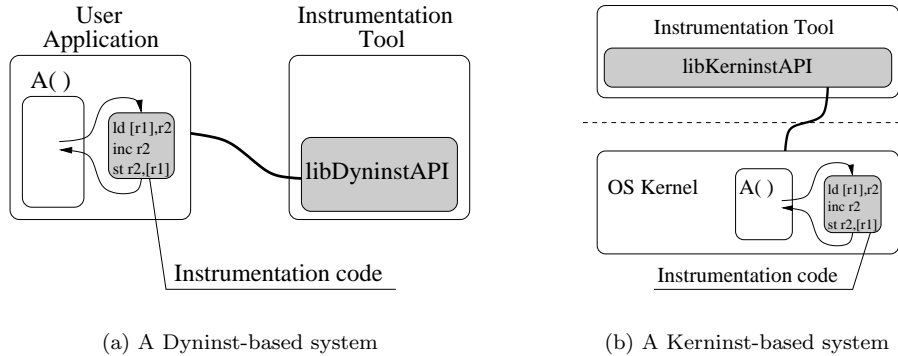 User
Application
Instrumentation
Tool
A( )
ld [r1],r2
inc r2
st r2,[r1]
libDyninstAPI
Instrumentation code
(a) A Dyninst-based system
Instrumentation Tool
libKerninstAPI
OS Kernel
A( )
ld [r1],r2
inc r2
st r2,[r1]
Instrumentation code
(b) A Kerninst-based system